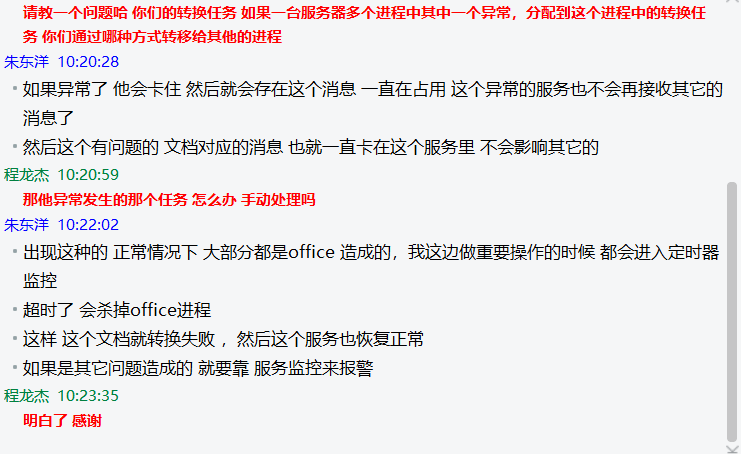 请教一个问题哈 你们的转换任务 如果一台服务器多个进程中其中一个异常，分配到这个进程中的转换任
务 你们通过哪种方式转移给其他的进程
朱东洋 10:20:28
• 如果异常了 他会卡住 然后就会存在这个消息 一直在占用 这个异常的服务也不会再接收其它的
消息了
• 然后这个有问题的 文档对应的消息 也就一直卡在这个服务里 不会影响其它的
程龙杰 10:20:59
那他异常发生的那个任务 怎么办 手动处理吗
朱东洋 10:22:02
• 出现这种的 正常情况下 大部分都是office 造成的，我这边做重要操作的时候 都会进入定时器
监控
• 超时了 会杀掉office进程
• 这样 这个文档就转换失败 ，然后这个服务也恢复正常
• 如果是其它问题造成的 就要靠 服务监控来报警
程龙杰 10:23:35
明白了 感谢